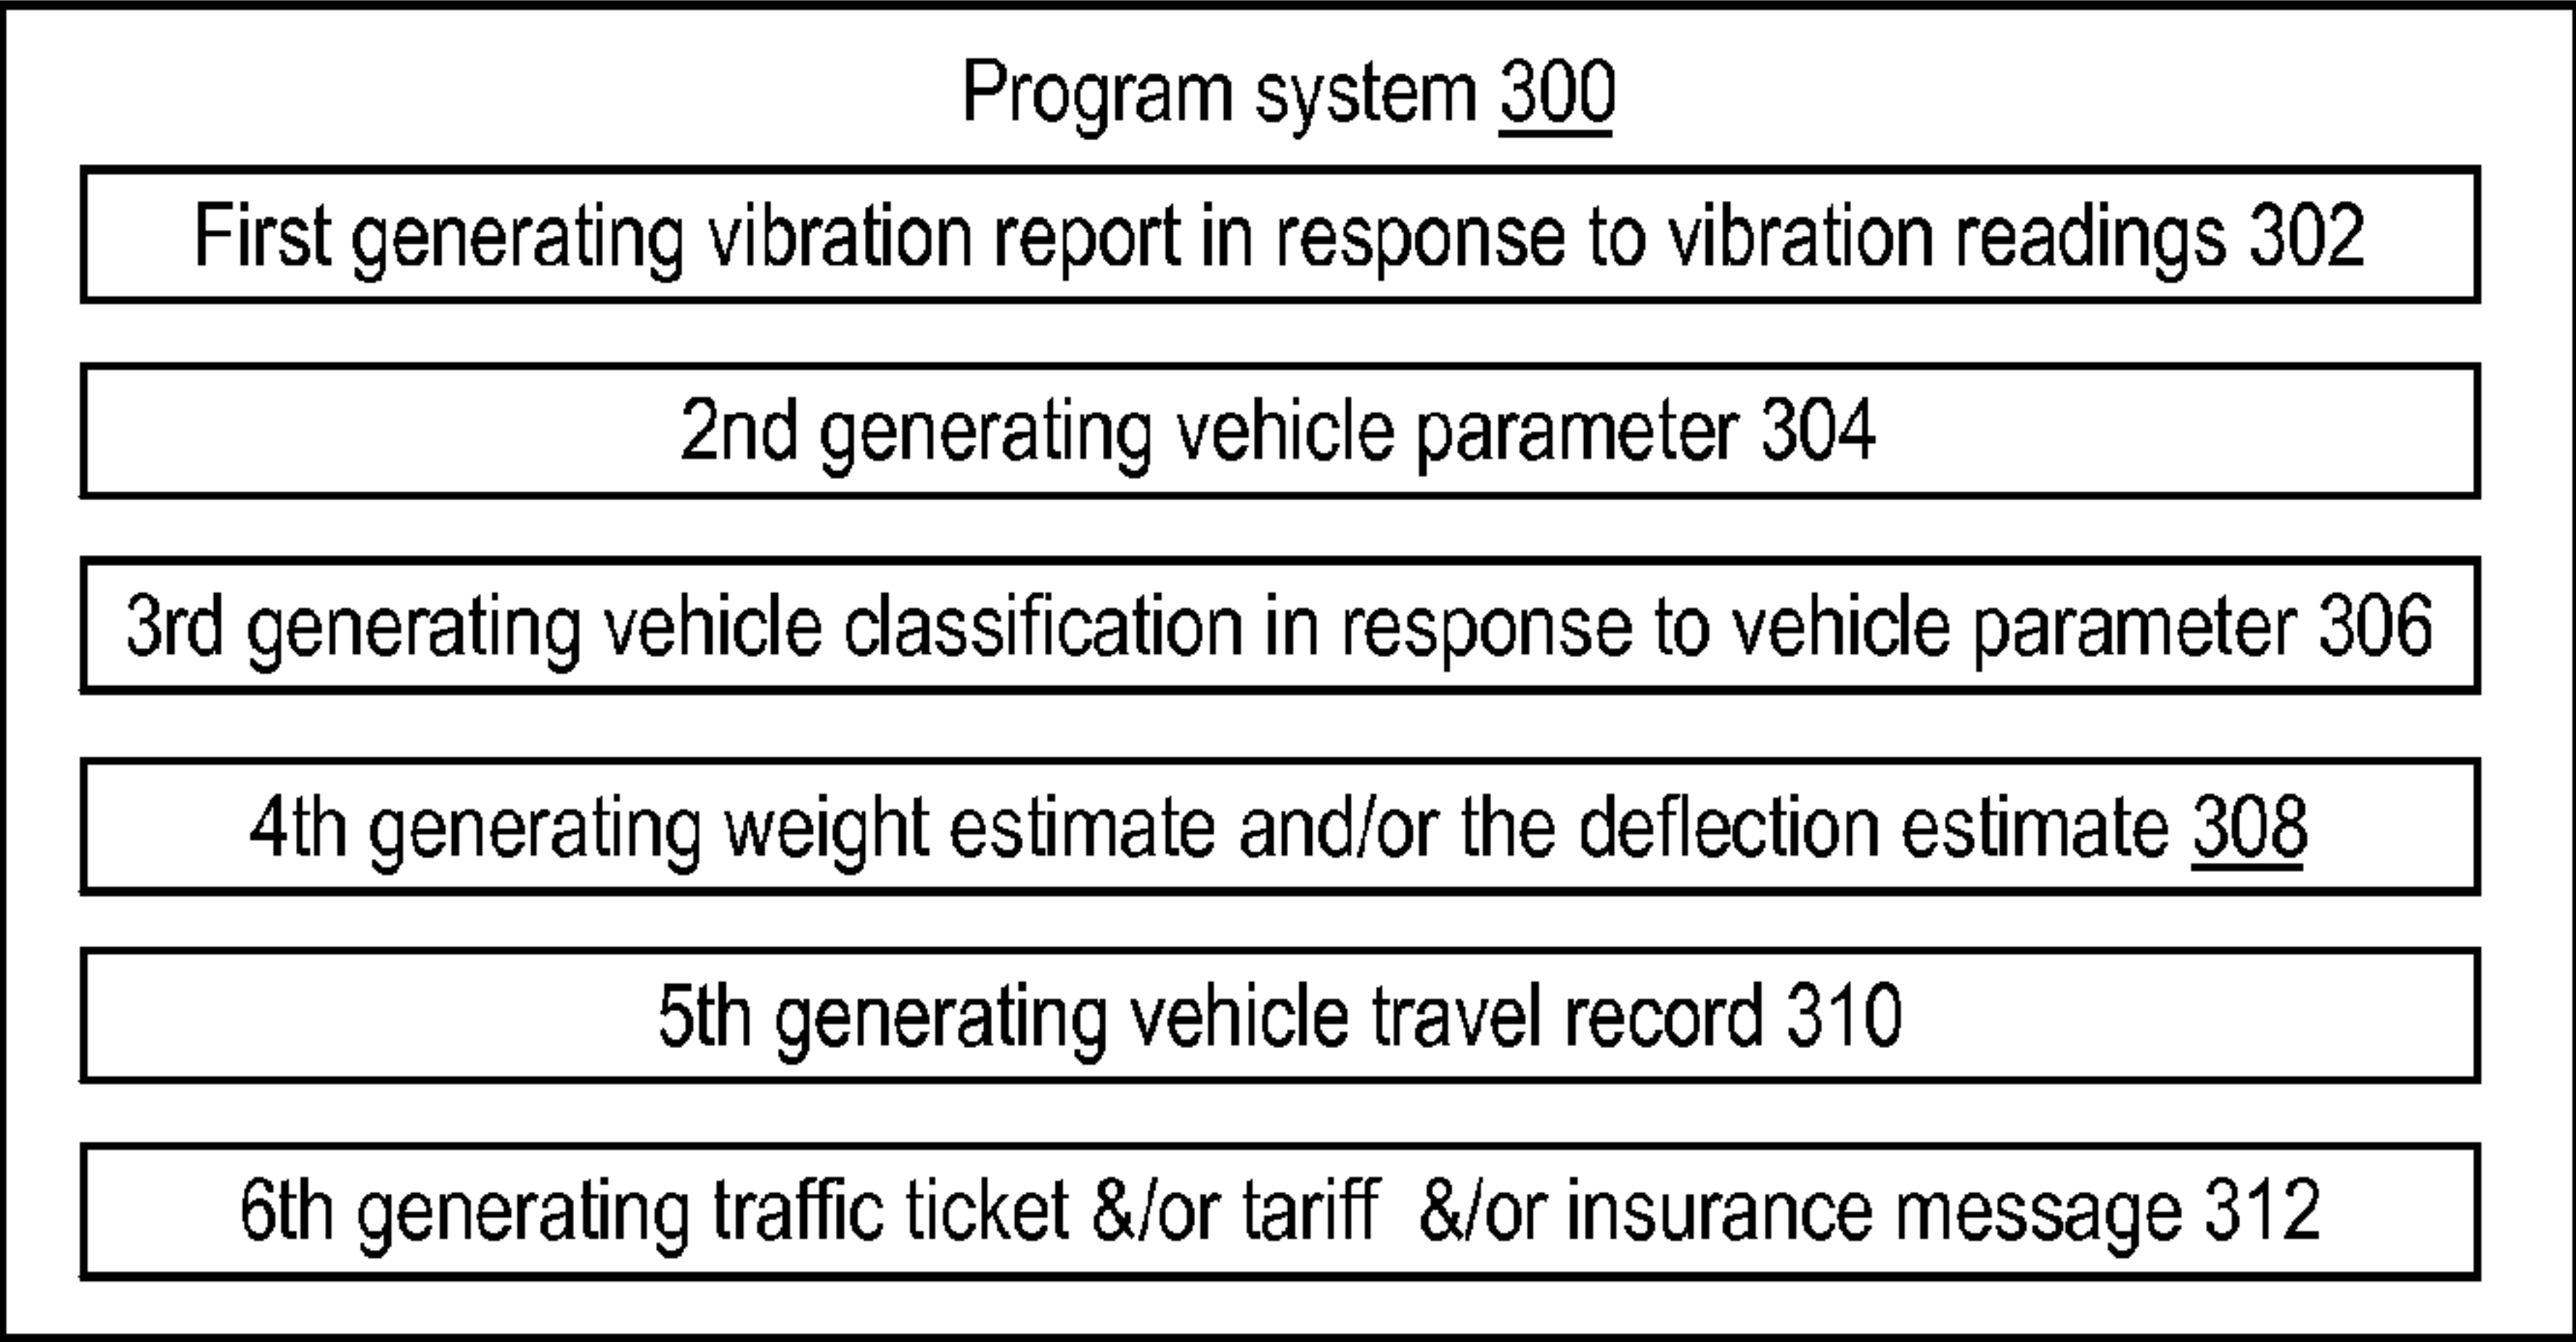 Program system 300
First generating vibration report in response to vibration readings 302
2nd generating vehicle parameter 304
3rd generating vehicle classification in response to vehicle parameter 306
4th generating weight estimate and/or the deflection estimate 308
5th generating vehicle travel record 310
6th generating traffic ticket &/or tariff &/or insurance message 312